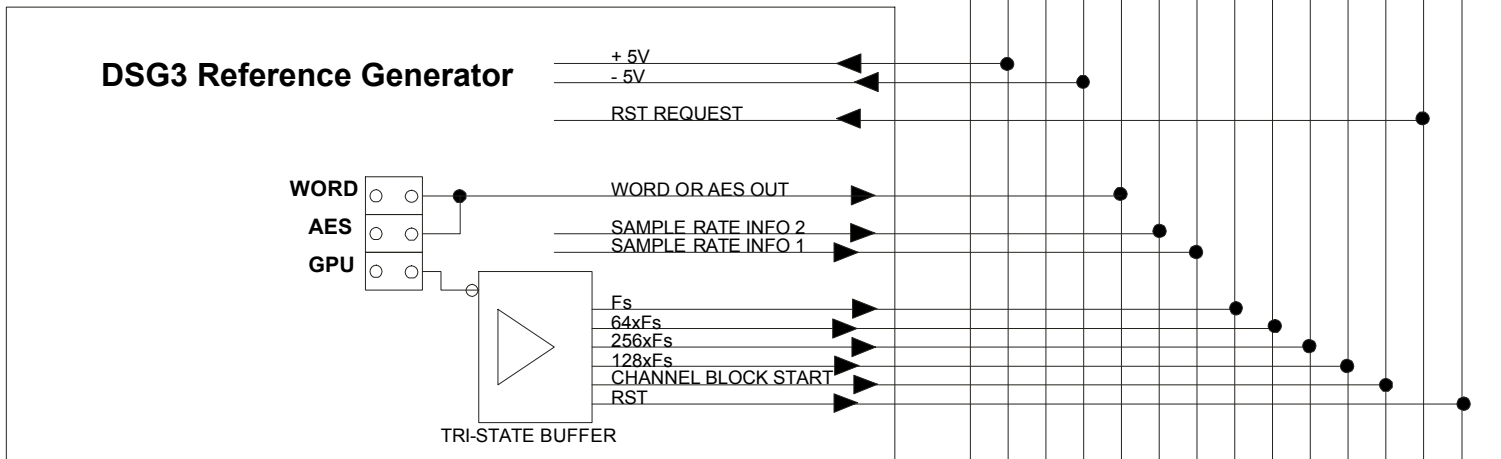 DSG3 Reference Generator
+ 5V
- 5V
RST REQUEST
WORD
WORD OR AES OUT
AES
SAMPLE RATE INFO 2
SAMPLE RATE INFO 1
GPU
Fs
64xFs
256xFs
128xFs
CHANNEL BLOCK START
RST
TRI-STATE BUFFER